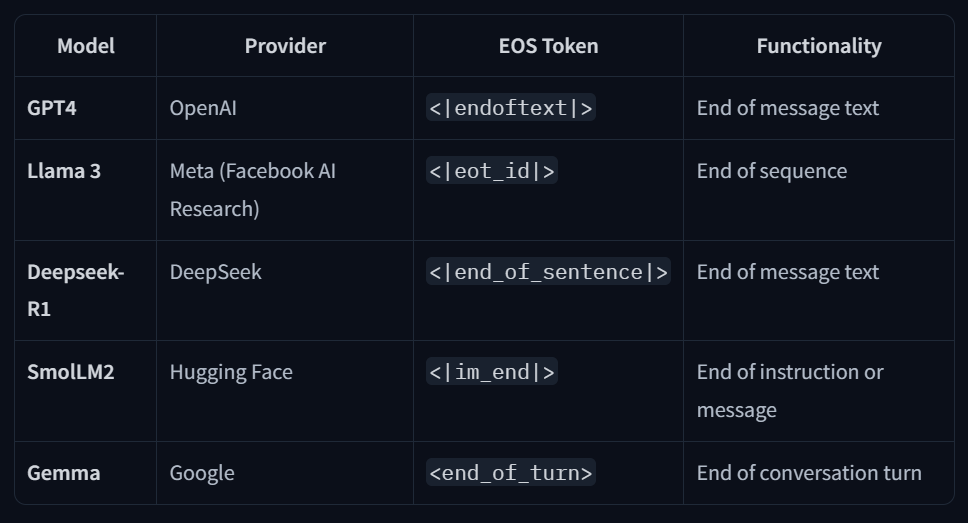 Model Provider EOS Token Functionality
GPT4 OpenAI <|endoftext|> End of message text
Llama 3 Meta (Facebook AI <|eot_id|> End of sequence
Research)
Deepseek- DeepSeek <|end_of_sentence|> End of message text
R1
SmolLM2 Hugging Face <|im_end|> End of instruction or
message
Gemma Google <end_of_turn> End of conversation turn